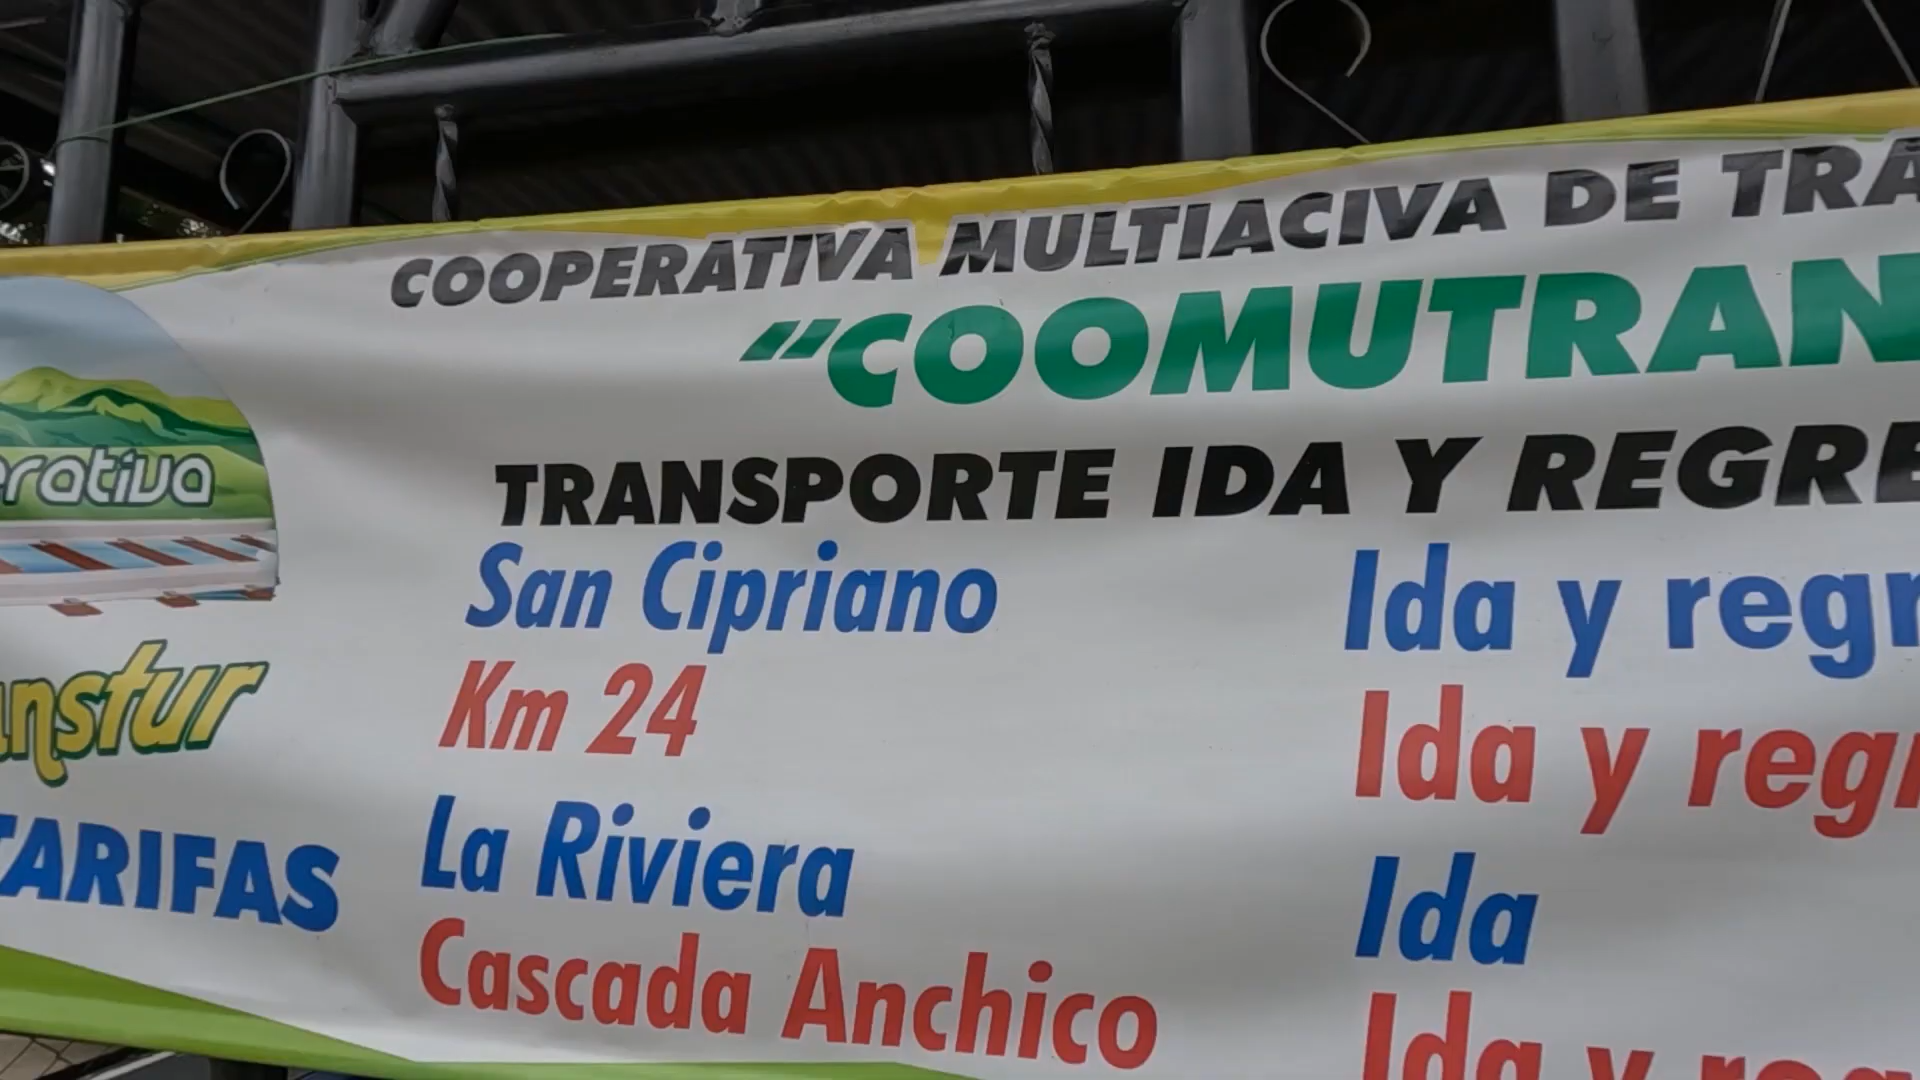 COOPERATIVA MULTIACIVA DE TRA
"COOMUTRAN
TRANSPORTE IDA Y REGRE
San Cipriano Ida y regr
Km 24 Ida y regr
La Riviera Ida
Cascada Anchico Ida y reg
erativa
anstur
TARIFAS